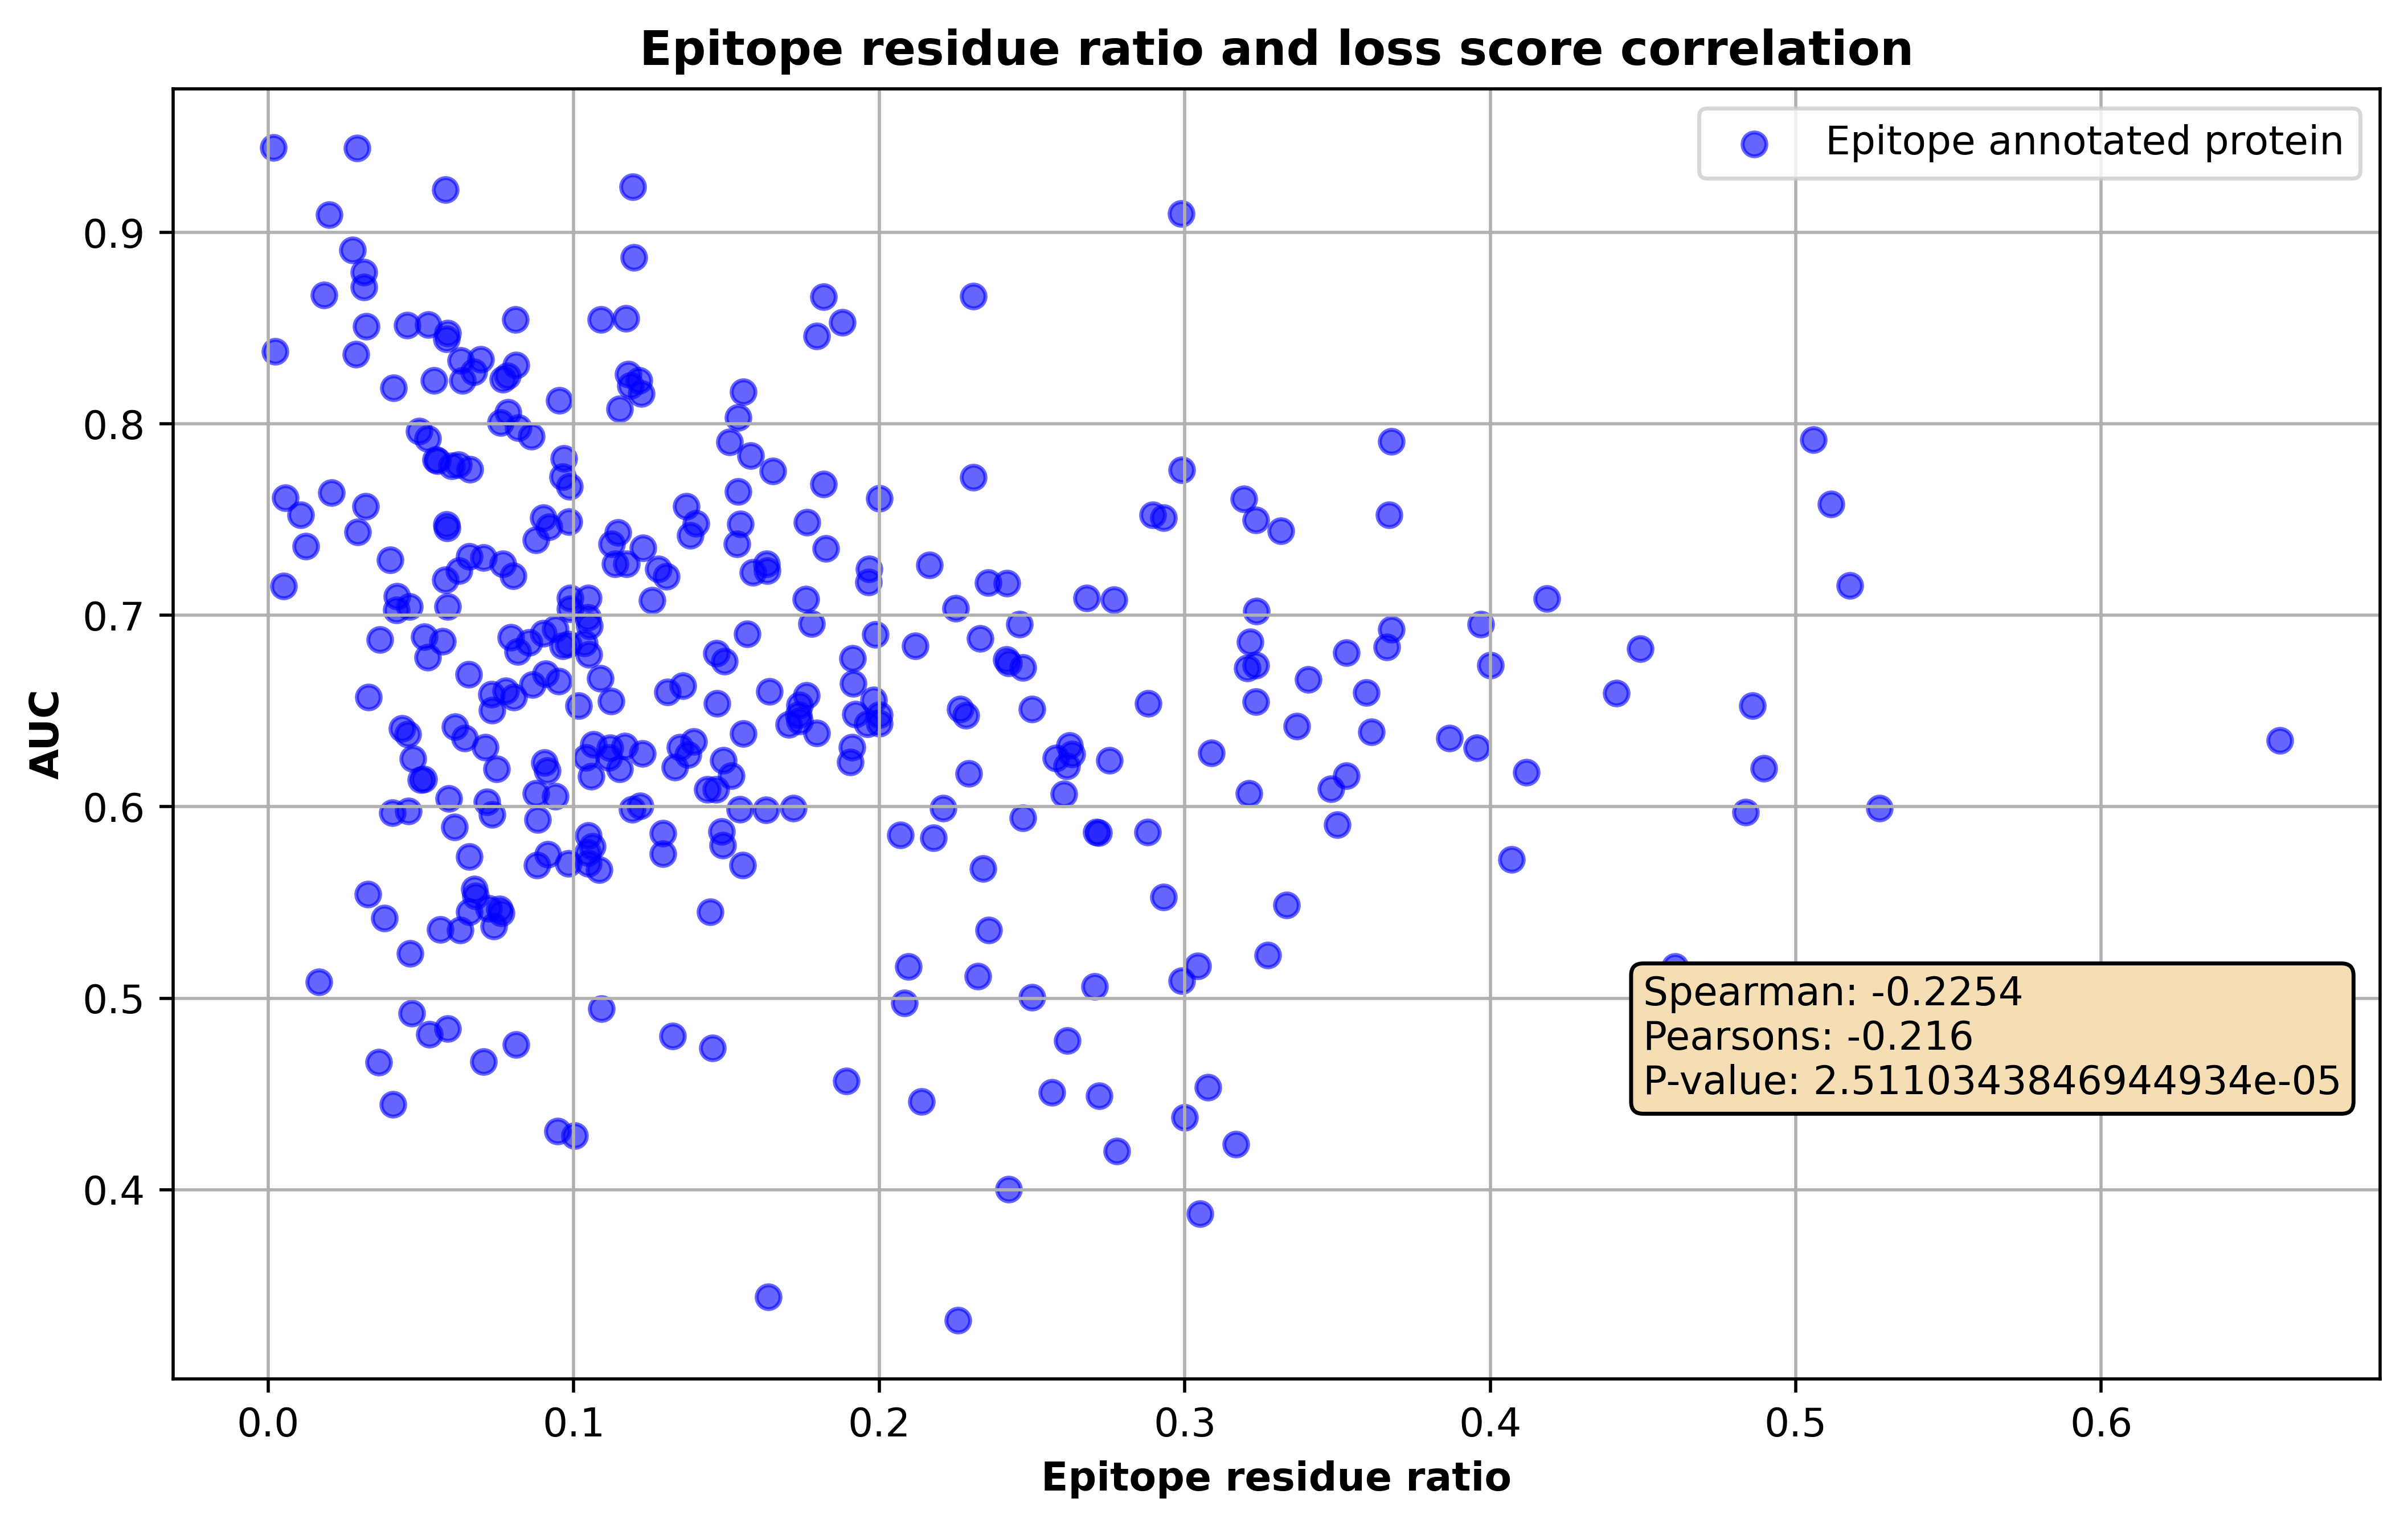 Epitope residue ratio and loss score correlation
Epitope annotated protein
0.9
0.8
0.7
0.6
0.5
0.4
AUC
Spearman: -0.2254
Pearsons: -0.216
P-value: 2.5110343846944934e-05
0.0 0.1 0.2 0.3 0.4 0.5 0.6
Epitope residue ratio